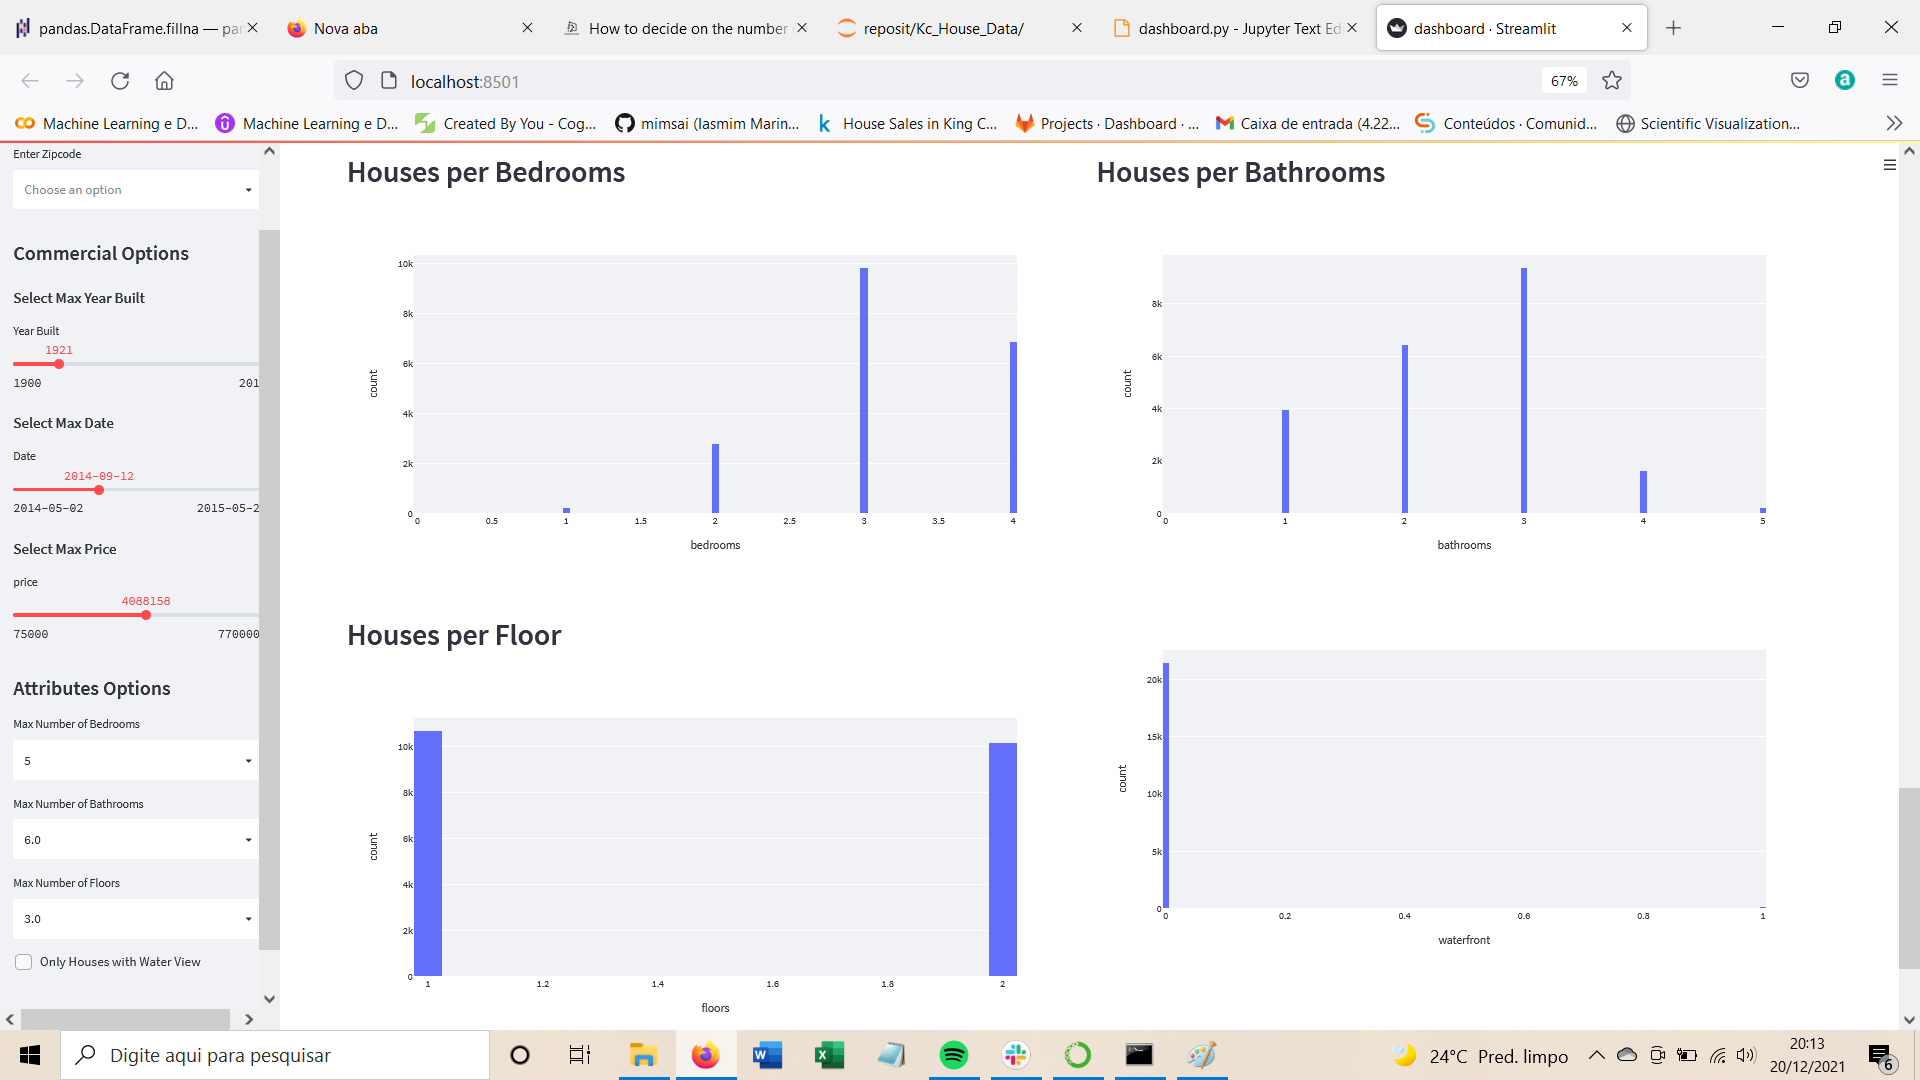 pandas.DataFrame.fillna — pa
Nova aba
How to decide on the number
reposit/Kc_House_Data/
dashboard.py - Jupyter Text Ed
dashboard · Streamlit
localhost:8501
67%
Machine Learning e D...
Machine Learning e D...
Created By You - Cog...
mimsai (Iasmim Marin...
House Sales in King C...
Projects · Dashboard · ...
Caixa de entrada (4.22...
Conteúdos · Comunid...
Scientific Visualization...
Enter Zipcode
Choose an option
Commercial Options
Select Max Year Built
Year Built
1921
1900 201
Select Max Date
Date
2014-09-12
2014-05-02 2015-05-2
Select Max Price
price
4088158
75000 770000
Attributes Options
Max Number of Bedrooms
5
Max Number of Bathrooms
6.0
Max Number of Floors
3.0
Only Houses with Water View
Houses per Bedrooms
10k
8k
6k
4k
2k
0
count
0 0.5 1 1.5 2 2.5 3 3.5 4
bedrooms
Houses per Bathrooms
8k
6k
4k
2k
0
count
0 1 2 3 4 5
bathrooms
Houses per Floor
10k
8k
6k
4k
2k
0
count
1 1.2 1.4 1.6 1.8 2
floors
20k
15k
10k
5k
0
count
0 0.2 0.4 0.6 0.8 1
waterfront
Digite aqui para pesquisar
24°C Pred. limpo
20:13
20/12/2021
6